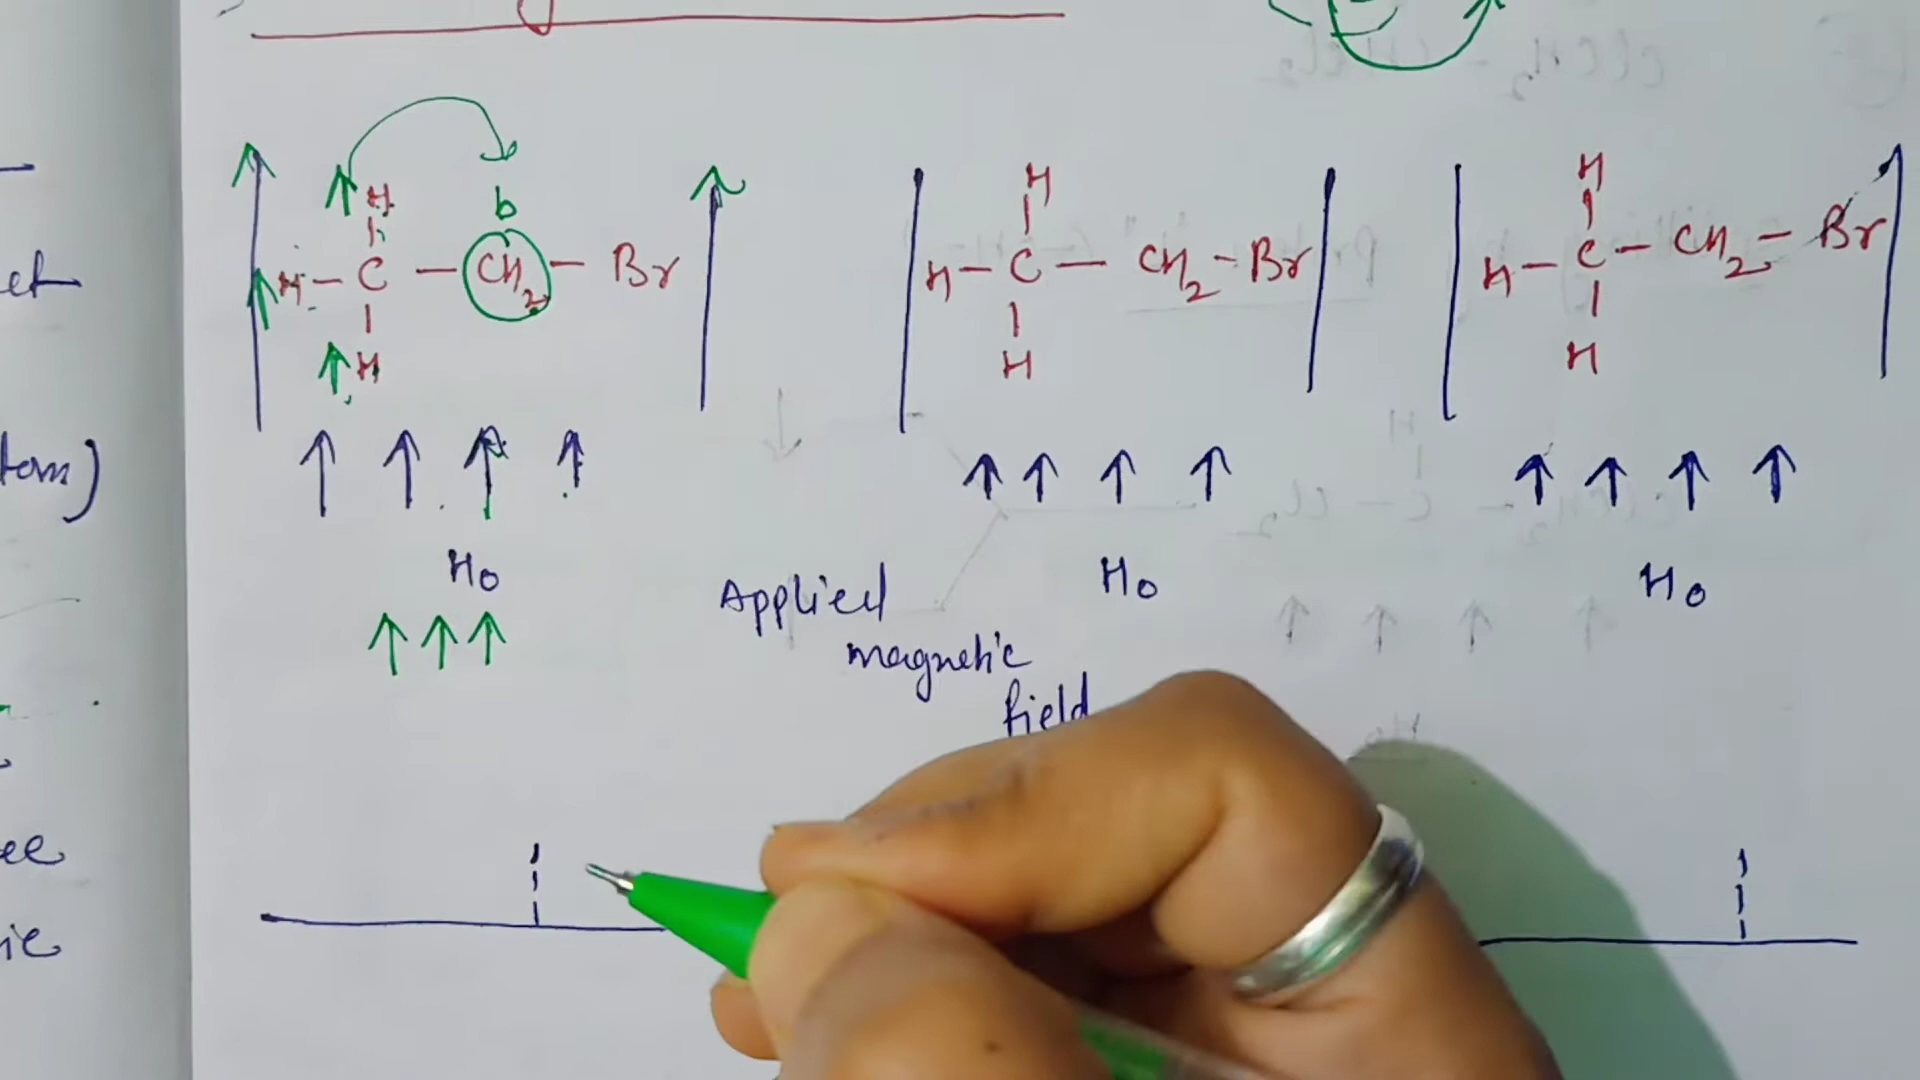 b
H H H
H - C - CH2 - Br H - C - CH2 - Br H - C - CH2 - Br
H H H
H0 H0 H0
Applied
magnetic
field